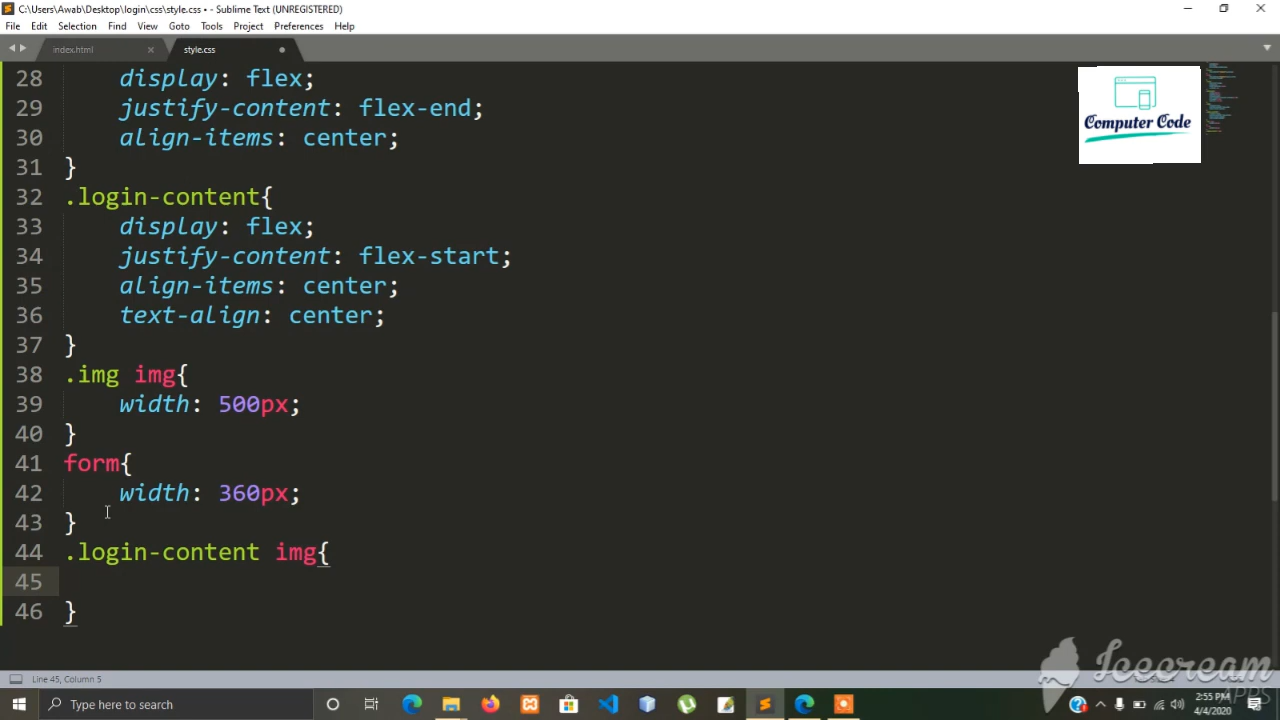 C:\Users\Awab\Desktop\login\css\style.css • - Sublime Text (UNREGISTERED)
File Edit Selection Find View Goto Tools Project Preferences Help
index.html style.css
28 display: flex;
29 justify-content: flex-end;
30 align-items: center;
31 }
32 .login-content{
33 display: flex;
34 justify-content: flex-start;
35 align-items: center;
36 text-align: center;
37 }
38 .img img{
39 width: 500px;
40 }
41 form{
42 width: 360px;
43 }
44 .login-content img{
45
46 }
Computer Code
Icecream
APPS
Line 45, Column 5
Type here to search
2:55 PM
4/4/2020